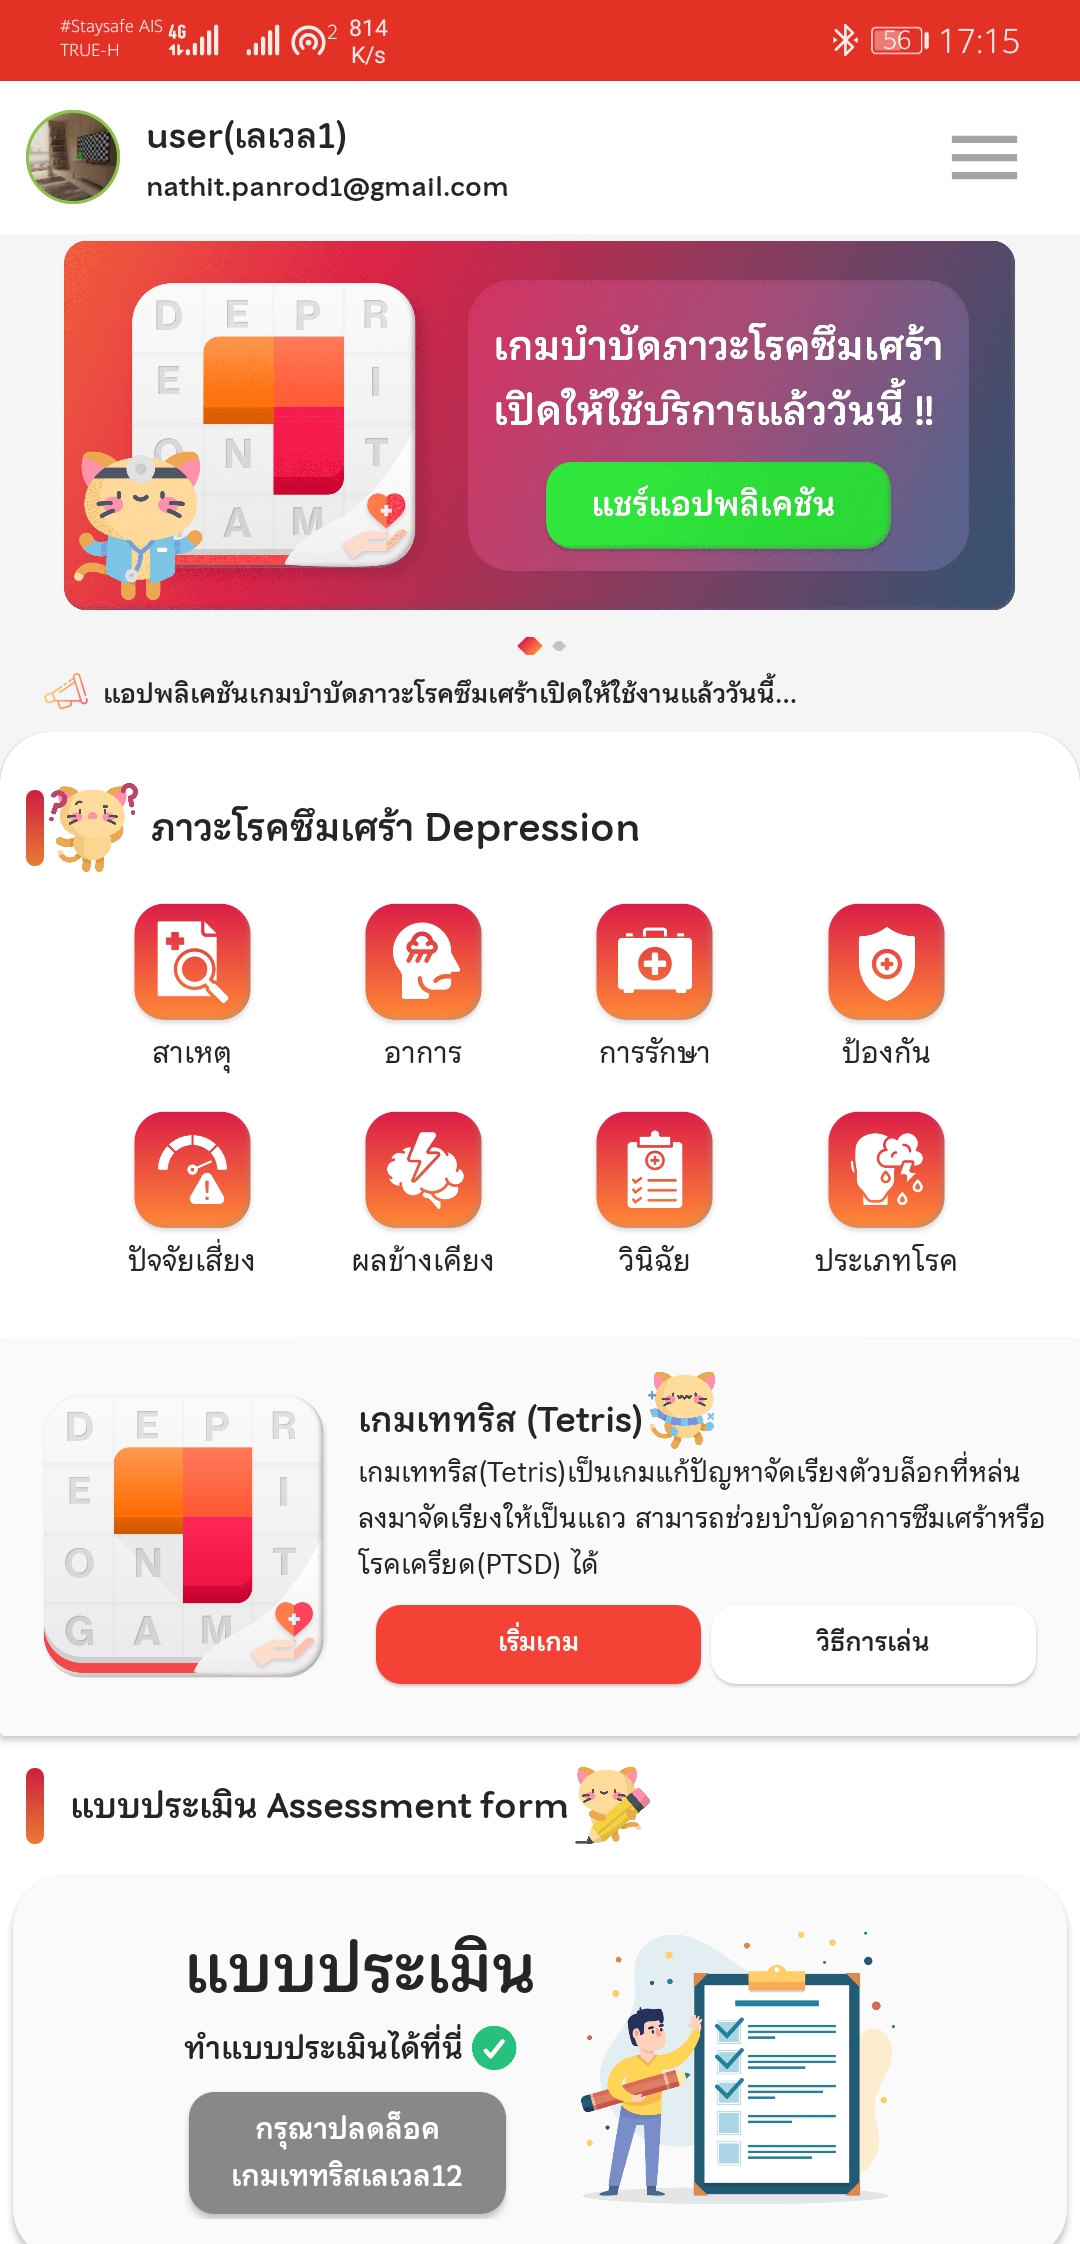 #Staysafe AIS
TRUE-H
4G
2
814
K/s
56
17:15
user(เลเวล1)
nathit.panrod1@gmail.com
D E P R
E I
O N T
A M
เกมบำบัดภาวะโรคซึมเศร้า
เปิดให้ใช้บริการแล้ววันนี้ !!
แชร์แอปพลิเคชัน
แอปพลิเคชันเกมบำบัดภาวะโรคซึมเศร้าเปิดให้ใช้งานแล้ววันนี้...
ภาวะโรคซึมเศร้า Depression
สาเหตุ
อาการ
การรักษา
ป้องกัน
ปัจจัยเสี่ยง
ผลข้างเคียง
วินิฉัย
ประเภทโรค
D E P R
E I
O N T
G A M
เกมเททริส (Tetris)
เกมเททริส(Tetris)เป็นเกมแก้ปัญหาจัดเรียงตัวบล็อกที่หล่น
ลงมาจัดเรียงให้เป็นแถว สามารถช่วยบำบัดอาการซึมเศร้าหรือ
โรคเครียด(PTSD) ได้
เริ่มเกม
วิธีการเล่น
แบบประเมิน Assessment form
แบบประเมิน
ทำแบบประเมินได้ที่นี่
กรุณาปลดล็อค
เกมเททริสเลเวล12